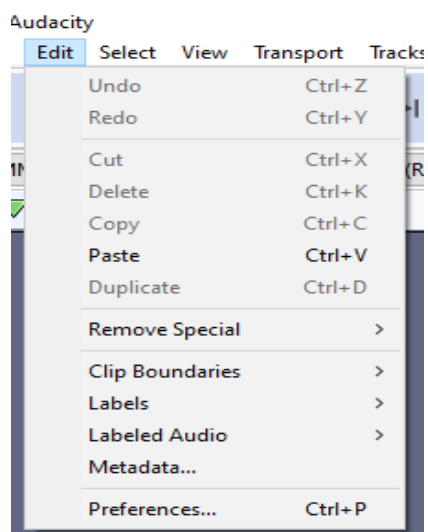 Audacity
Edit Select View Transport Tracks
Undo Ctrl+Z
Redo Ctrl+Y
Cut Ctrl+X
Delete Ctrl+K
(R
Copy Ctrl+C
Paste Ctrl+V
Duplicate Ctrl+D
Remove Special >
Clip Boundaries >
Labels >
Labeled Audio >
Metadata...
Preferences... Ctrl+P